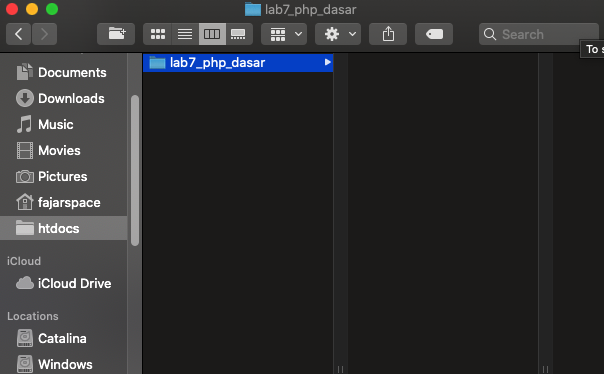 lab7_php_dasar
Search
To s
Documents
lab7_php_dasar
Downloads
Music
Movies
Pictures
fajarspace
htdocs
iCloud
iCloud Drive
Locations
Catalina
Windows